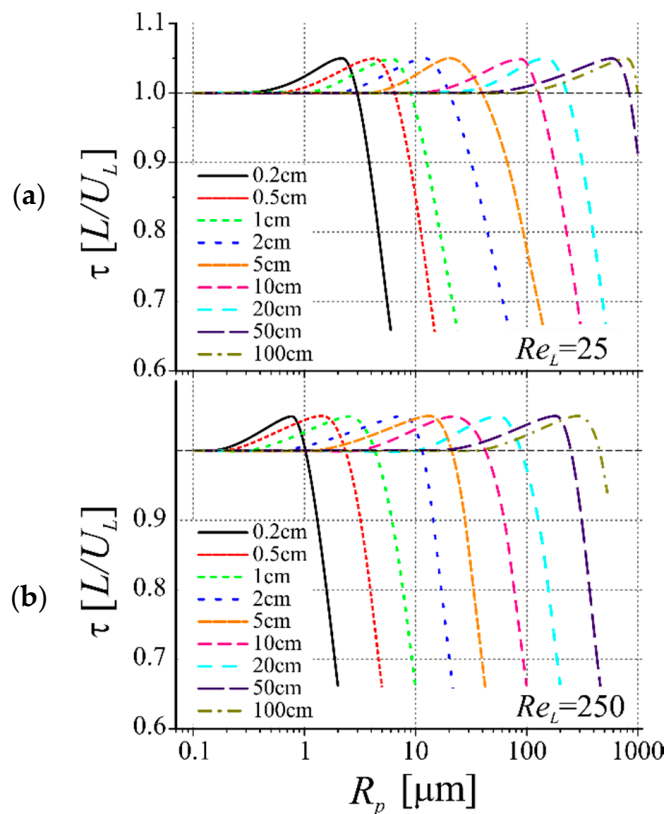 (a)
τ [L/U_L]
1.1
1.0
0.9
0.8
0.7
0.6
0.2cm
0.5cm
1cm
2cm
5cm
10cm
20cm
50cm
100cm
Re_L=25
(b)
τ [L/U_L]
0.9
0.8
0.7
0.6
0.2cm
0.5cm
1cm
2cm
5cm
10cm
20cm
50cm
100cm
Re_L=250
0.1 1 10 100 1000
R_p [μm]